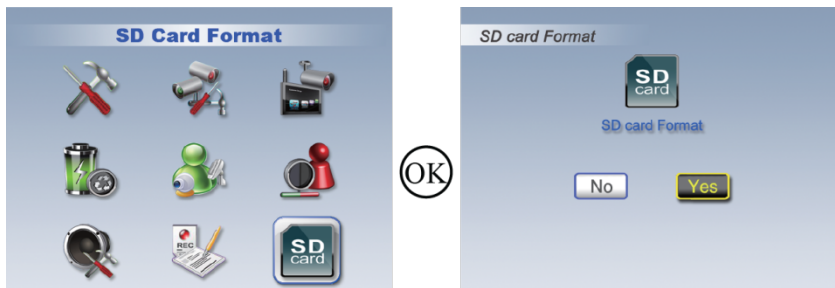 SD Card Format
REC
SD
card
OK
SD card Format
SD
card
SD card Format
No
Yes